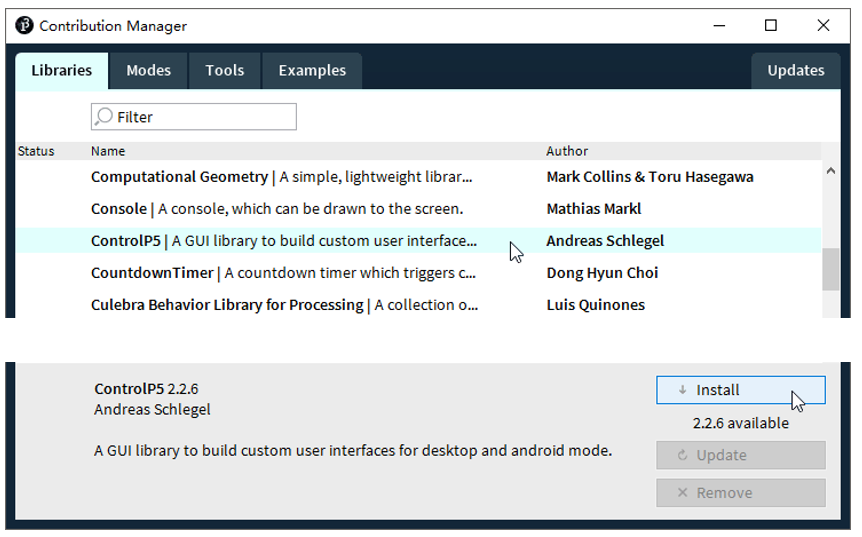 Contribution Manager
Libraries Modes Tools Examples Updates
Filter
Status Name Author
Computational Geometry | A simple, lightweight librar... Mark Collins & Toru Hasegawa
Console | A console, which can be drawn to the screen. Mathias Markl
ControlP5 | A GUI library to build custom user interface... Andreas Schlegel
CountdownTimer | A countdown timer which triggers c... Dong Hyun Choi
Culebra Behavior Library for Processing | A collection o... Luis Quinones
ControlP5 2.2.6 Install
Andreas Schlegel
2.2.6 available
A GUI library to build custom user interfaces for desktop and android mode. Update
Remove